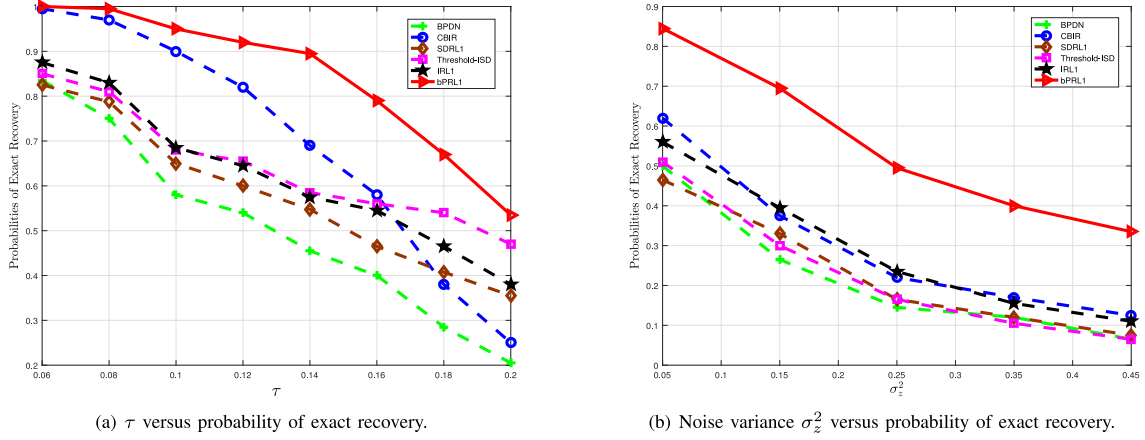 BPDN
CBIR
SDRL1
Threshold-ISD
IRL1
bPRL1
Probabilities of Exact Recovery
1
0.9
0.8
0.7
0.6
0.5
0.4
0.3
0.2
0.06 0.08 0.1 0.12 0.14 0.16 0.18 0.2
τ
(a) τ versus probability of exact recovery.
BPDN
CBIR
SDRL1
Threshold-ISD
IRL1
bPRL1
Probabilities of Exact Recovery
0.9
0.8
0.7
0.6
0.5
0.4
0.3
0.2
0.1
0
0.05 0.1 0.15 0.2 0.25 0.3 0.35 0.4 0.45
σ_z^2
(b) Noise variance σ_z^2 versus probability of exact recovery.